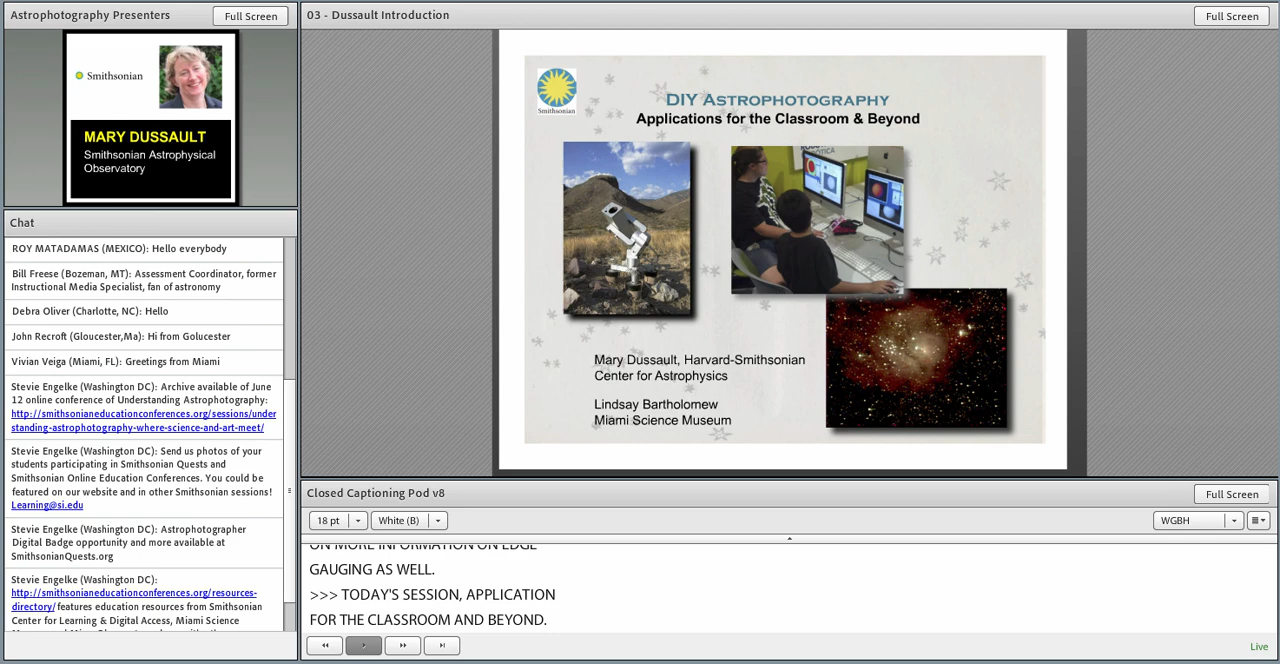 Astrophotography Presenters
Full Screen
Smithsonian
MARY DUSSAULT
Smithsonian Astrophysical
Observatory
Chat
ROY MATADAMAS (MEXICO): Hello everybody
Bill Freese (Bozeman, MT): Assessment Coordinator, former
Instructional Media Specialist, fan of astronomy
Debra Oliver (Charlotte, NC): Hello
John Recroft (Gloucester,Ma): Hi from Golucester
Vivian Veiga (Miami, FL): Greetings from Miami
Stevie Engelke (Washington DC): Archive available of June
12 online conference of Understanding Astrophotography:
http://smithsonianeducationconferences.org/sessions/under
standing-astrophotography-where-science-and-art-meet/
Stevie Engelke (Washington DC): Send us photos of your
students participating in Smithsonian Quests and
Smithsonian Online Education Conferences. You could be
featured on our website and in other Smithsonian sessions!
Learning@si.edu
Stevie Engelke (Washington DC): Astrophotographer
Digital Badge opportunity and more available at
SmithsonianQuests.org
Stevie Engelke (Washington DC):
http://smithsonianeducationconferences.org/resources-
directory/ features education resources from Smithsonian
Center for Learning & Digital Access, Miami Science
03 - Dussault Introduction
Full Screen
Smithsonian
DIY ASTROPHOTOGRAPHY
Applications for the Classroom & Beyond
Mary Dussault, Harvard-Smithsonian
Center for Astrophysics
Lindsay Bartholomew
Miami Science Museum
Closed Captioning Pod v8
Full Screen
18 pt
White (B)
WGBH
ON MORE INFORMATION ON EDGE
GAUGING AS WELL.
>>> TODAY'S SESSION, APPLICATION
FOR THE CLASSROOM AND BEYOND.
Live